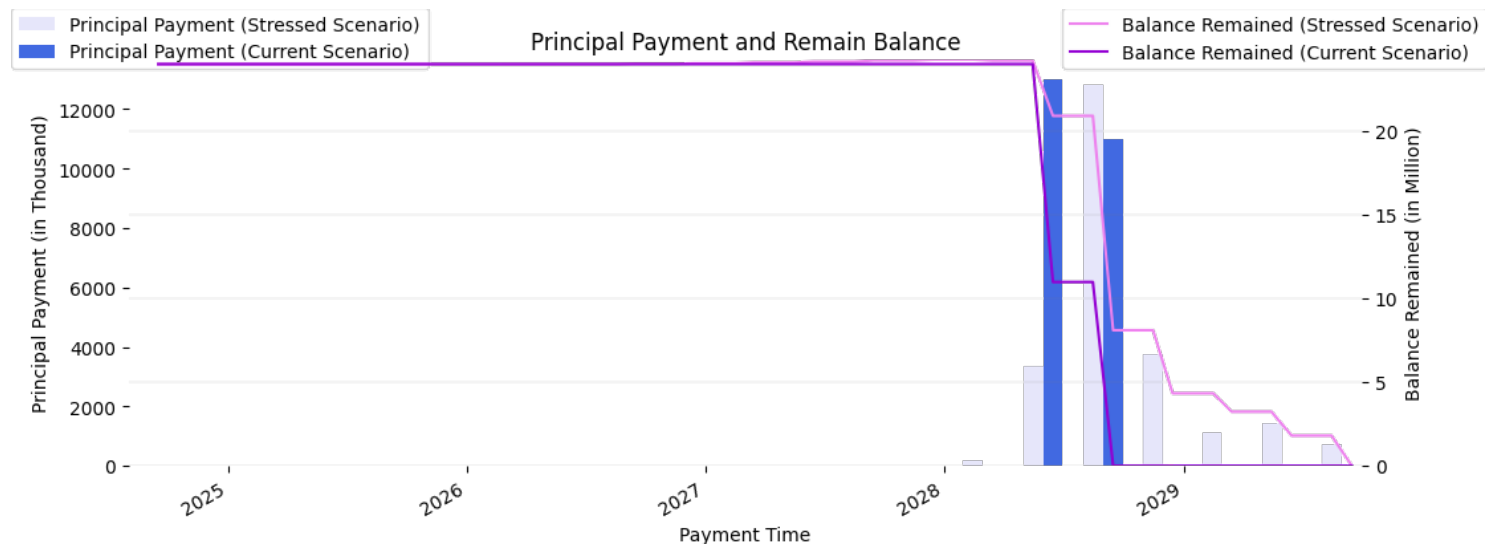 Principal Payment (Stressed Scenario)
Principal Payment (Current Scenario)
Principal Payment and Remain Balance
Balance Remained (Stressed Scenario)
Balance Remained (Current Scenario)
Principal Payment (in Thousand)
12000
10000
8000
6000
4000
2000
0
20
15
10
5
0
Balance Remained (in Million)
2025
2026
2027
2028
2029
Payment Time